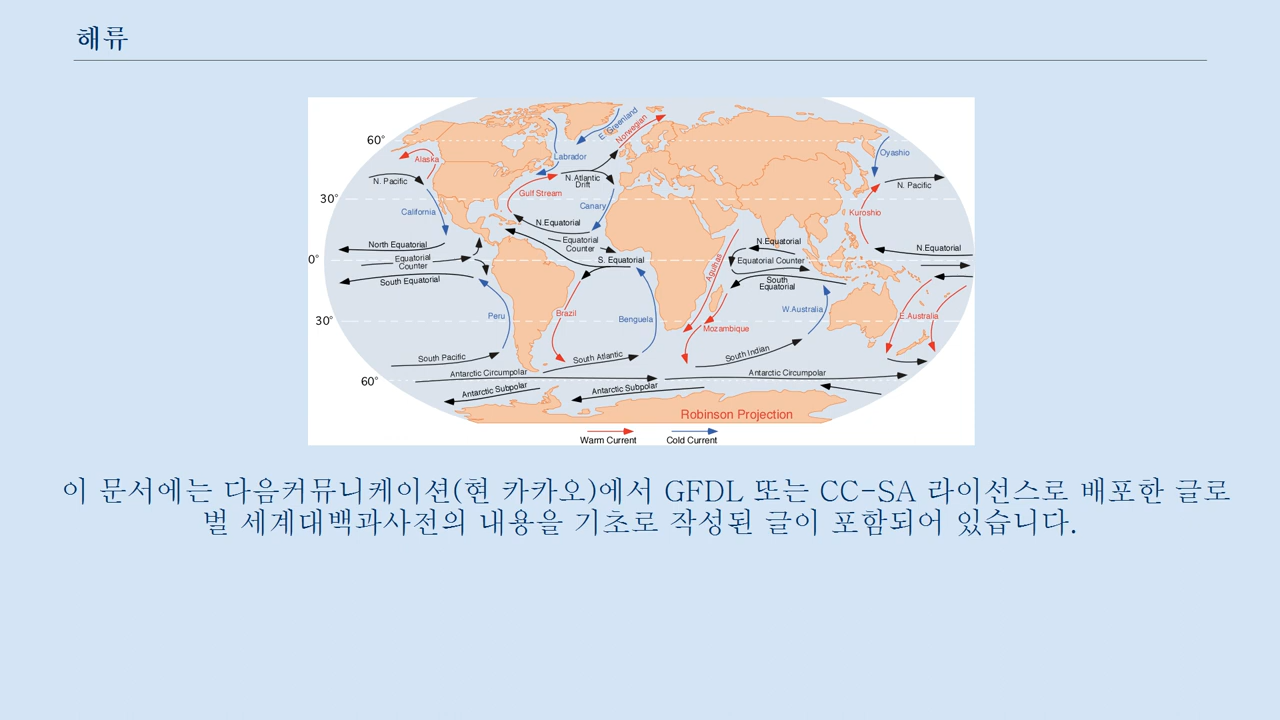 해류
60°
30°
0°
30°
60°
Alaska
N. Pacific
California
North Equatorial
Equatorial
Counter
South Equatorial
Peru
South Pacific
Antarctic Circumpolar
Antarctic Subpolar
Labrador
E. Greenland
Norwegian
N. Atlantic
Drift
Gulf Stream
Canary
N.Equatorial
Equatorial
Counter
S. Equatorial
Brazil
Benguela
South Atlantic
Antarctic Subpolar
Agulhas
Mozambique
N.Equatorial
Equatorial Counter
South
Equatorial
W.Australia
South Indian
Antarctic Circumpolar
Oyashio
N. Pacific
Kuroshio
N.Equatorial
E.Australia
Robinson Projection
Warm Current
Cold Current
이 문서에는 다음커뮤니케이션(현 카카오)에서 GFDL 또는 CC-SA 라이선스로 배포한 글로
벌 세계대백과사전의 내용을 기초로 작성된 글이 포함되어 있습니다.